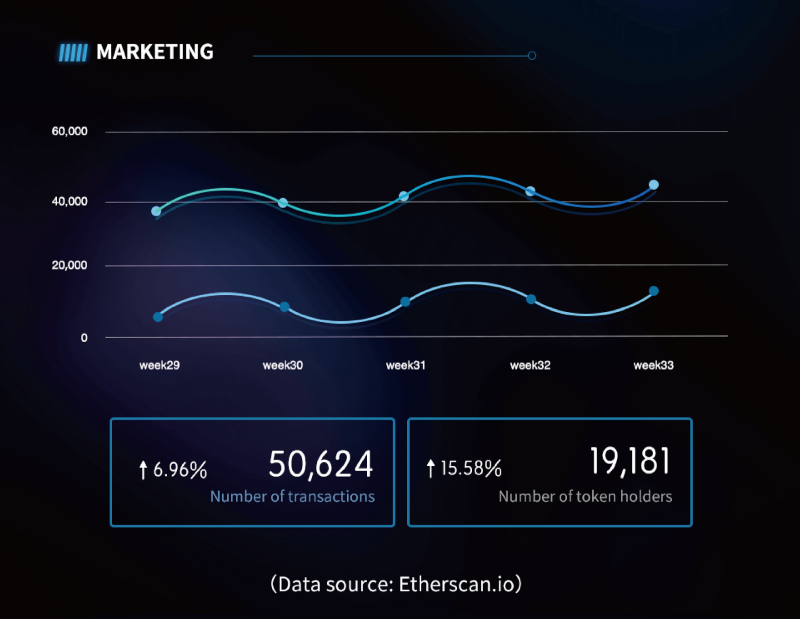 MARKETING
60,000
40,000
20,000
0
week29 week30 week31 week32 week33
↑ 6.96% 50,624
Number of transactions
↑ 15.58% 19,181
Number of token holders
（Data source: Etherscan.io）